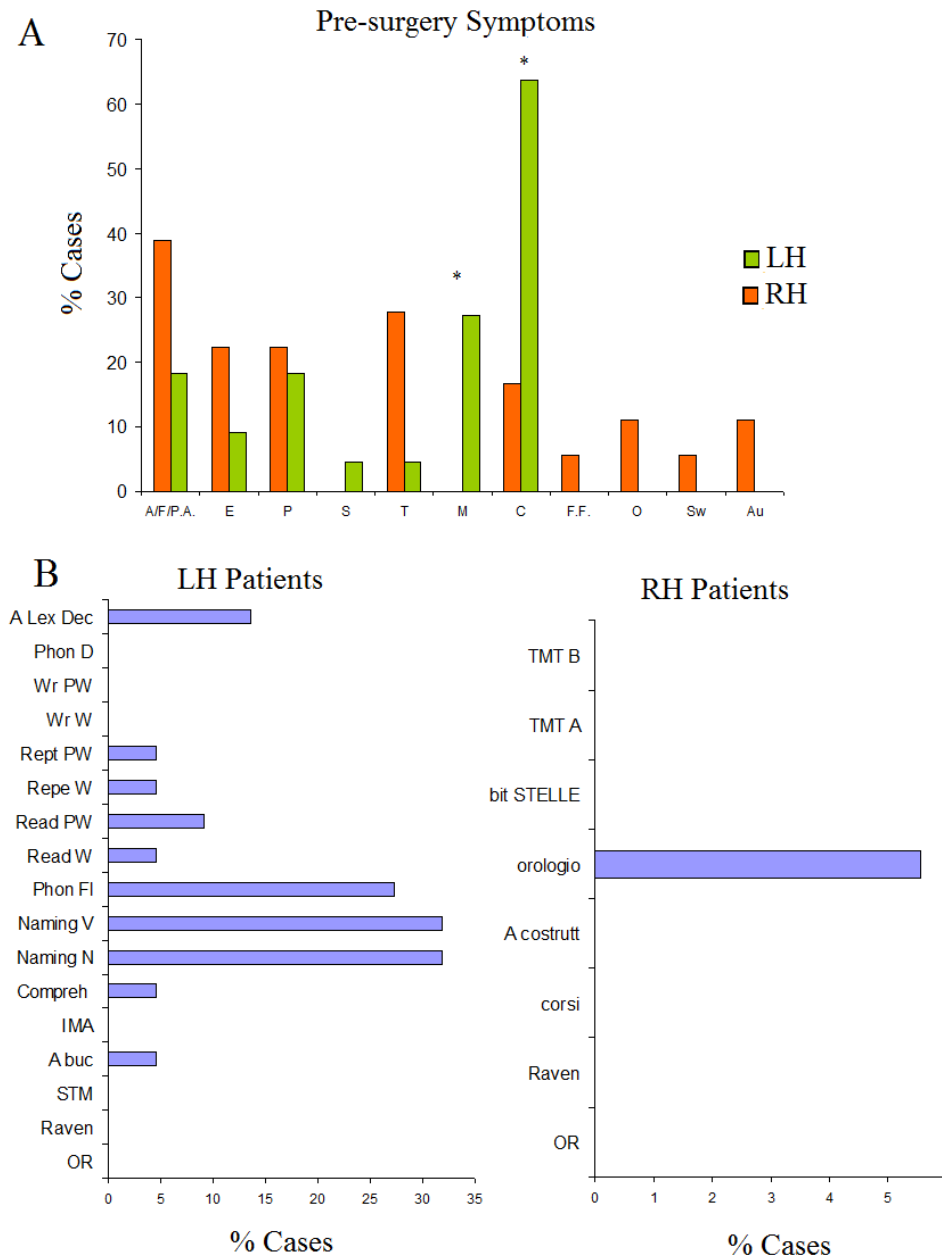 A
Pre-surgery Symptoms
% Cases
70
60
50
40
30
20
10
0
*
*
LH
RH
A/F/P.A. E P S T M C F.F. O Sw Au
B
LH Patients
A Lex Dec
Phon D
Wr PW
Wr W
Rept PW
Repe W
Read PW
Read W
Phon Fl
Naming V
Naming N
Compreh
IMA
A buc
STM
Raven
OR
0 5 10 15 20 25 30 35
% Cases
RH Patients
TMT B
TMT A
bit STELLE
orologio
A costrutt
corsi
Raven
OR
0 1 2 3 4 5
% Cases